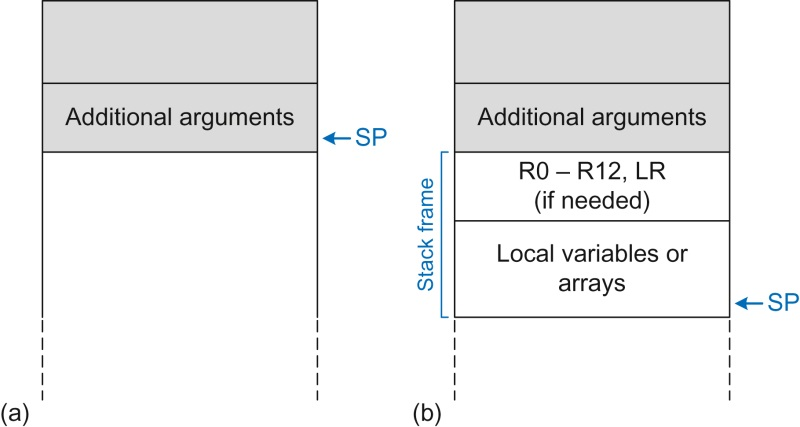 Additional arguments
SP
(a)
Additional arguments
R0 – R12, LR
(if needed)
Stack frame
Local variables or
arrays
SP
(b)